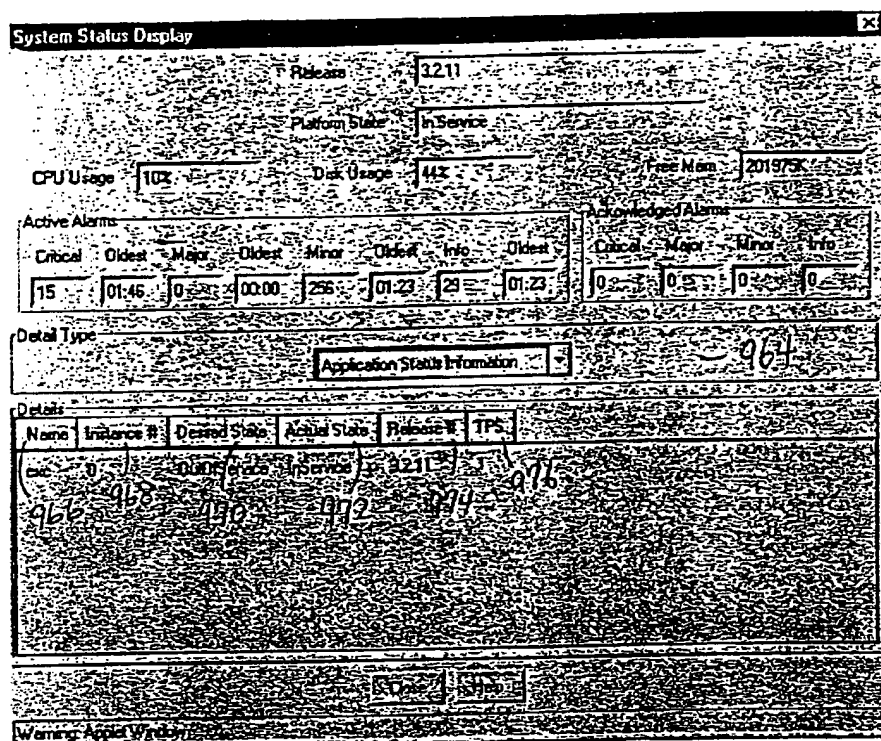 System Status Display
Release 3.2.11
Platform State In Service
CPU Usage 10% Disk Usage 44% Free Mem 201975K
Active Alarms Acknowledged Alarms
Critical Oldest Major Oldest Minor Oldest Info Oldest Critical Major Minor Info
15 01:46 0 00:00 256 01:23 29 01:23 0 0 0 0
Detail Type
Application Status Information 964
Details
Name Instance # Desired State Actual State Release # TPS
exc 0 InService 3.2.11
966 968 970 972 974 976
Close Help
Warning: Applet Window